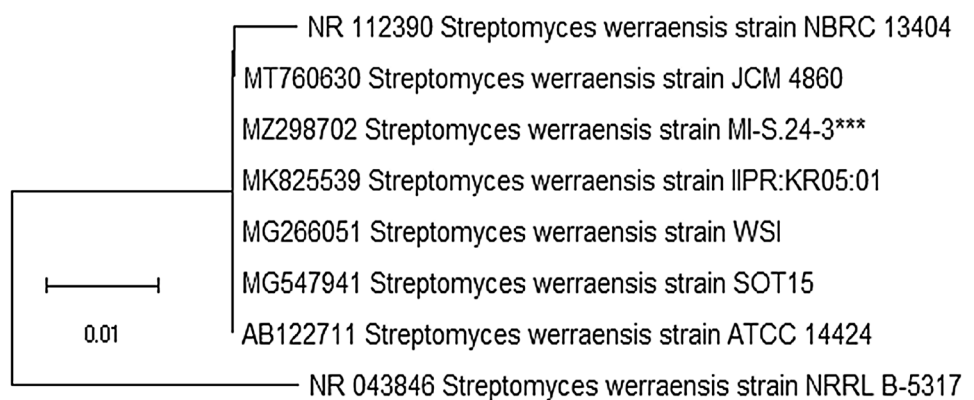 NR 112390 Streptomyces werraensis strain NBRC 13404
MT760630 Streptomyces werraensis strain JCM 4860
MZ298702 Streptomyces werraensis strain MI-S.24-3***
MK825539 Streptomyces werraensis strain IIPR:KR05:01
MG266051 Streptomyces werraensis strain WSI
MG547941 Streptomyces werraensis strain SOT15
0.01
AB122711 Streptomyces werraensis strain ATCC 14424
NR 043846 Streptomyces werraensis strain NRRL B-5317